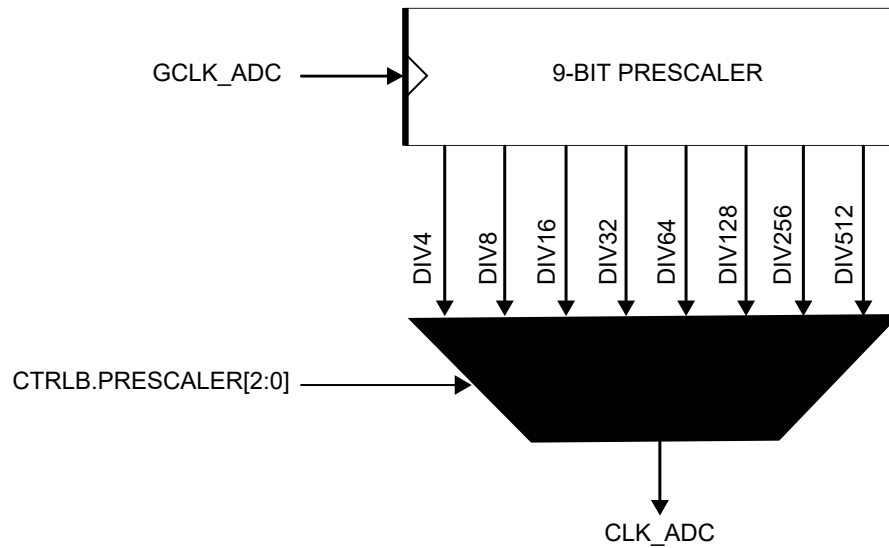 GCLK_ADC
9-BIT PRESCALER
DIV4
DIV8
DIV16
DIV32
DIV64
DIV128
DIV256
DIV512
CTRLB.PRESCALER[2:0]
CLK_ADC